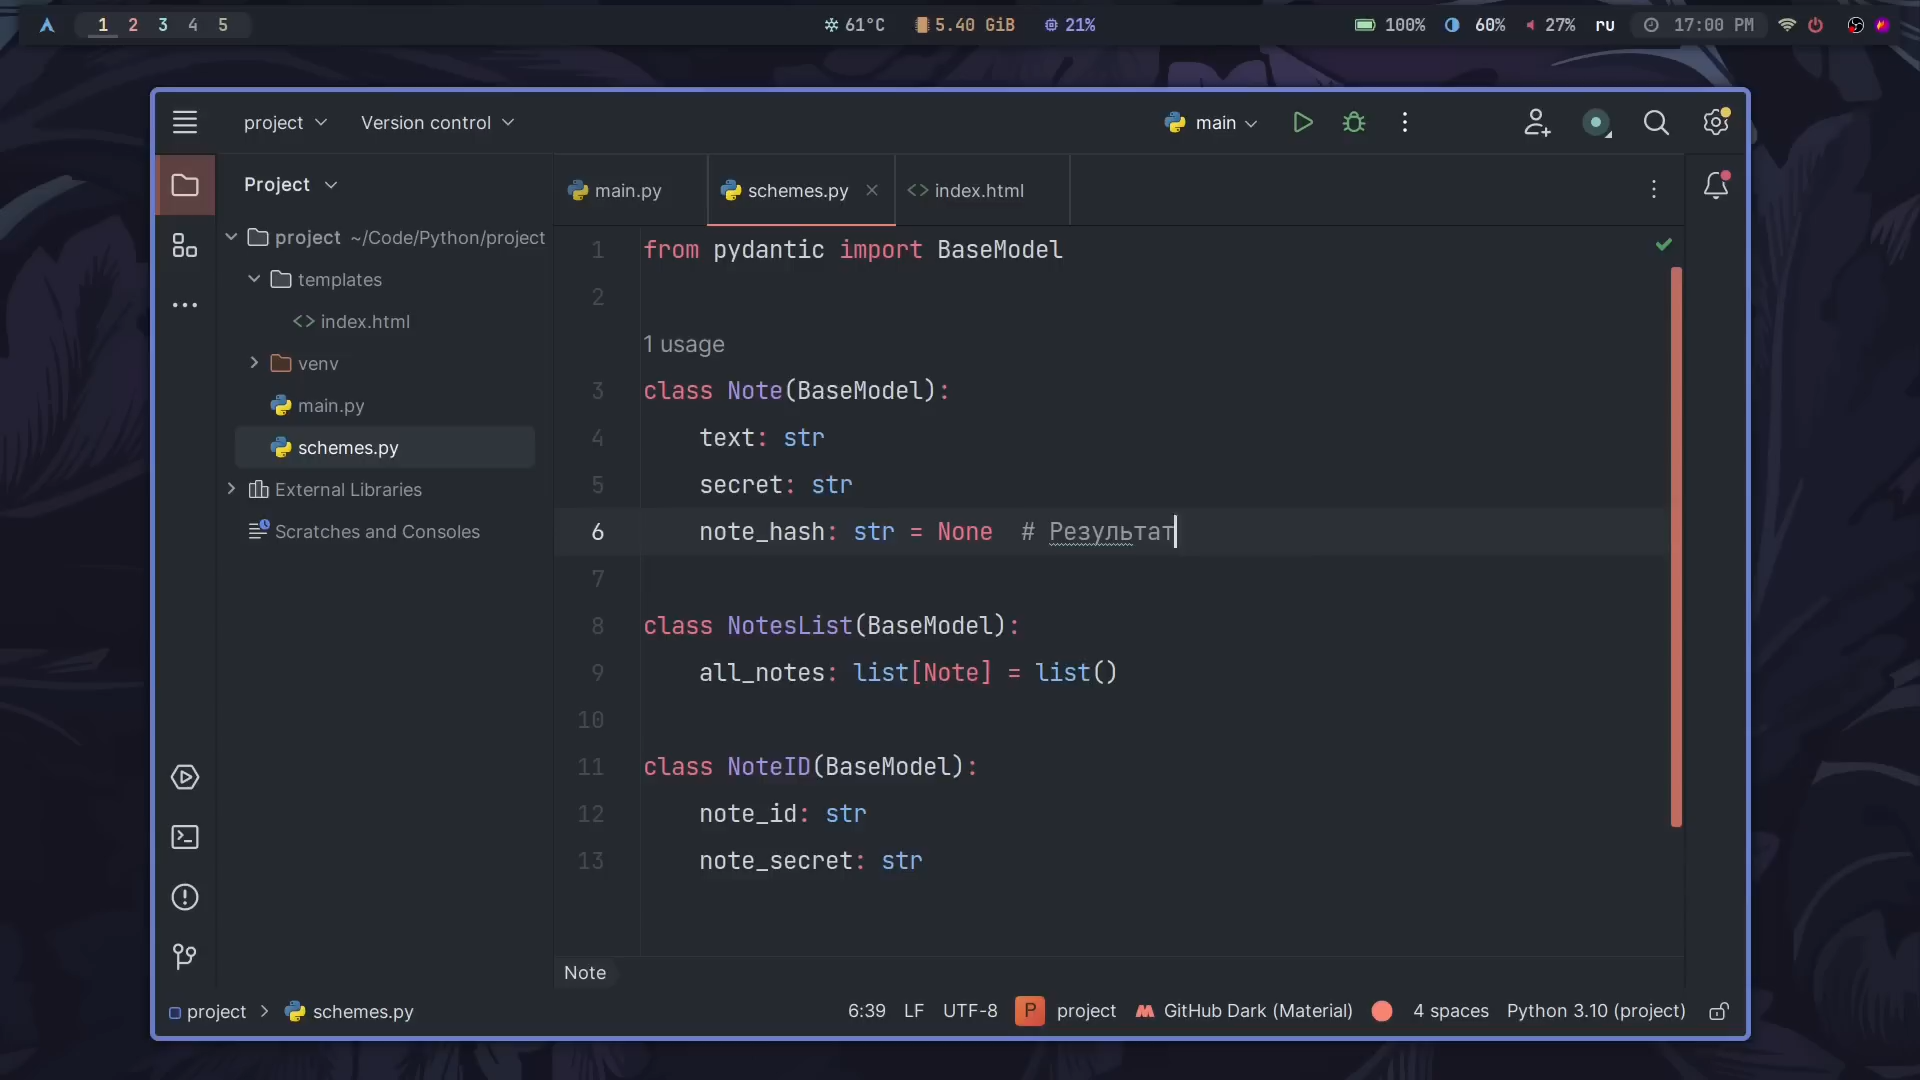 1 2 3 4 5
61°C 5.40 GiB 21%
100% 60% 27% ru 17:00 PM
project Version control
main
Project
project ~/Code/Python/project
templates
index.html
venv
main.py
schemes.py
External Libraries
Scratches and Consoles
main.py schemes.py index.html
1 from pydantic import BaseModel
2
1 usage
3 class Note(BaseModel):
4 text: str
5 secret: str
6 note_hash: str = None # Результат
7
8 class NotesList(BaseModel):
9 all_notes: list[Note] = list()
10
11 class NoteID(BaseModel):
12 note_id: str
13 note_secret: str
Note
project > schemes.py 6:39 LF UTF-8 P project GitHub Dark (Material) 4 spaces Python 3.10 (project)